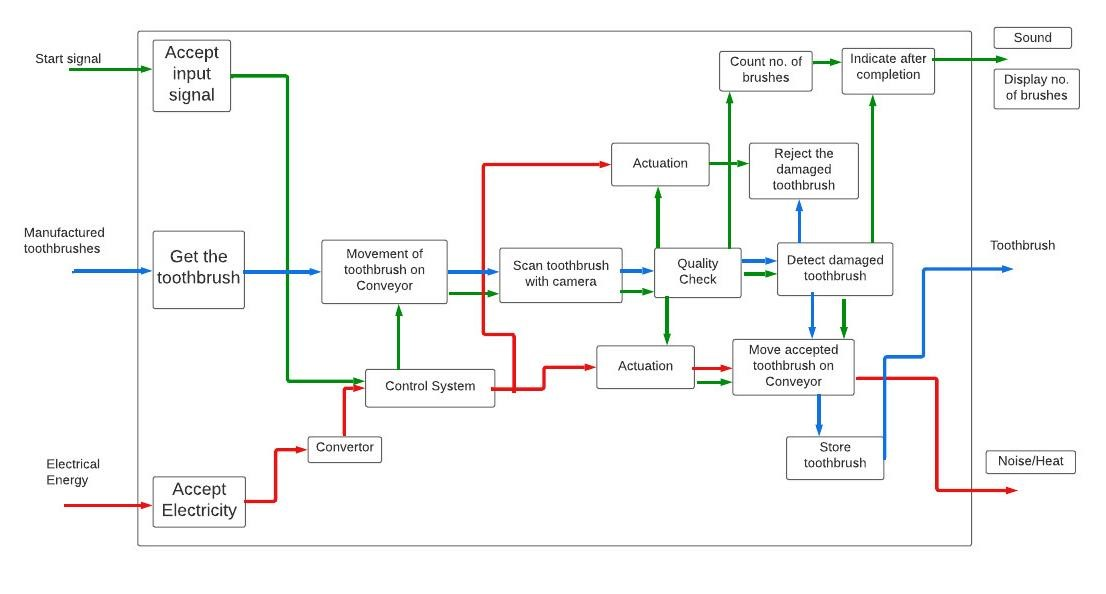 Start signal
Accept
input
signal
Count no. of
brushes
Indicate after
completion
Sound
Display no.
of brushes
Actuation
Reject the
damaged
toothbrush
Manufactured
toothbrushes
Get the
toothbrush
Movement of
toothbrush on
Conveyor
Scan toothbrush
with camera
Quality
Check
Detect damaged
toothbrush
Toothbrush
Control System
Actuation
Move accepted
toothbrush on
Conveyor
Convertor
Store
toothbrush
Electrical
Energy
Accept
Electricity
Noise/Heat